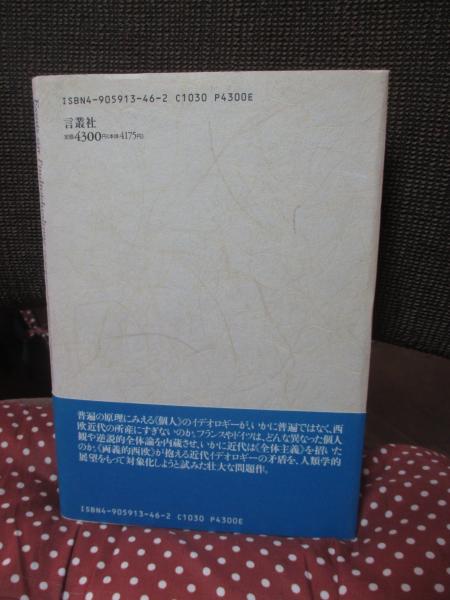 ISBN4-905913-46-2 C1030 P4300E
言叢社
定価4300円(本体4175円)
普遍の原理にみえる《個人》のイデオロギーが、いかに普遍ではなく、西
欧近代の所産にすぎないのか。フランスやドイツは、どんな異なった個人
観や逆説的全体論を内蔵させ、いかに近代は《全体主義》を招いた
のか。《両義的西欧》が抱える近代イデオロギーの矛盾を、人類学的
展望をもって対象化しようと試みた壮大な問題作。
ISBN4-905913-46-2 C1030 P4300E